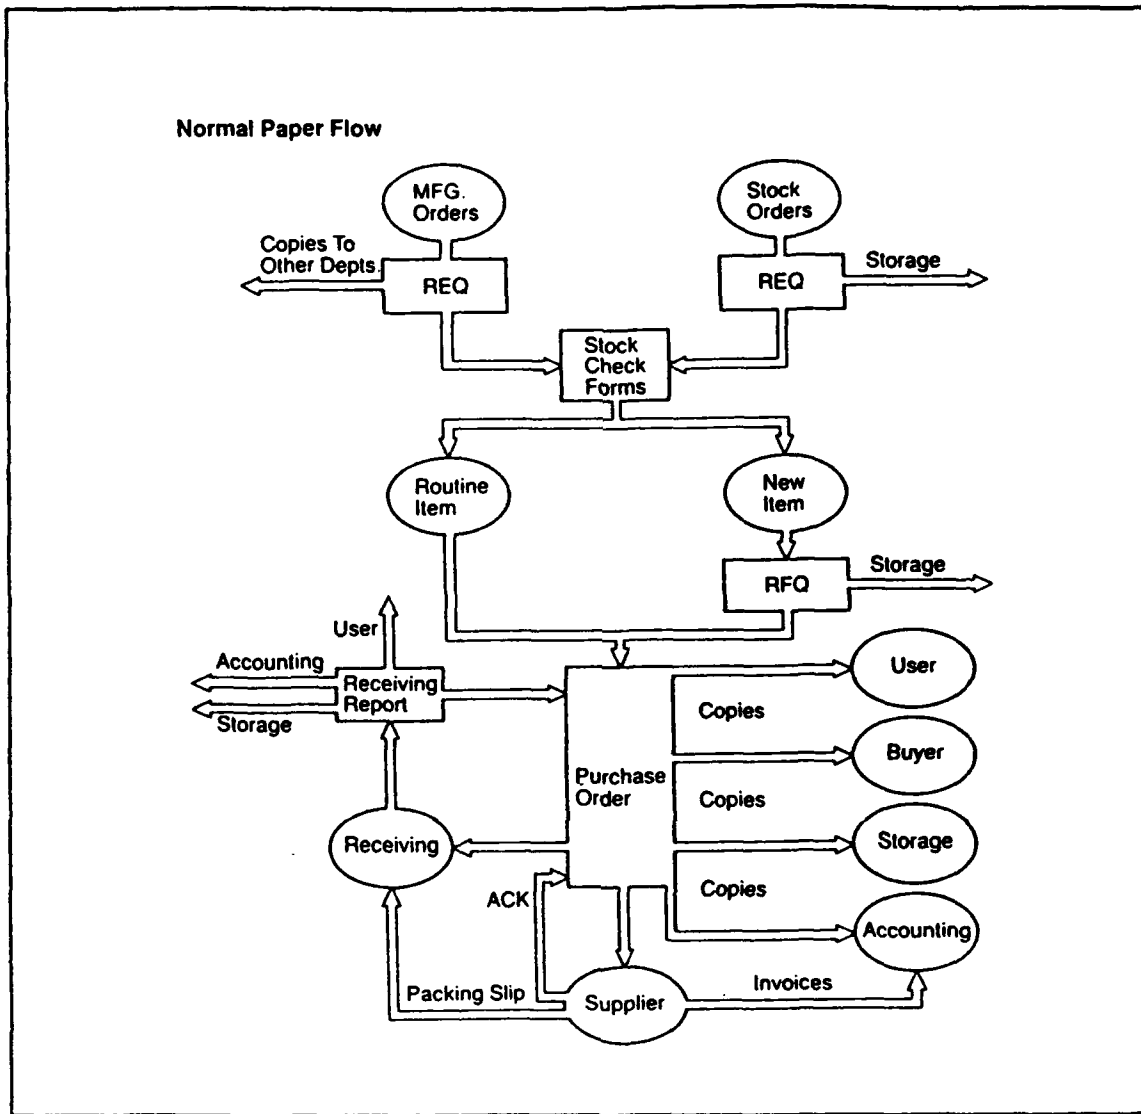 Normal Paper Flow
MFG.
Orders
Stock
Orders
Copies To
Other Depts.
REQ
REQ
Storage
Stock
Check
Forms
Routine
Item
New
Item
RFQ
Storage
User
Accounting
Receiving
Report
Storage
User
Copies
Buyer
Purchase
Order
Copies
Storage
Receiving
ACK
Copies
Accounting
Packing Slip
Supplier
Invoices